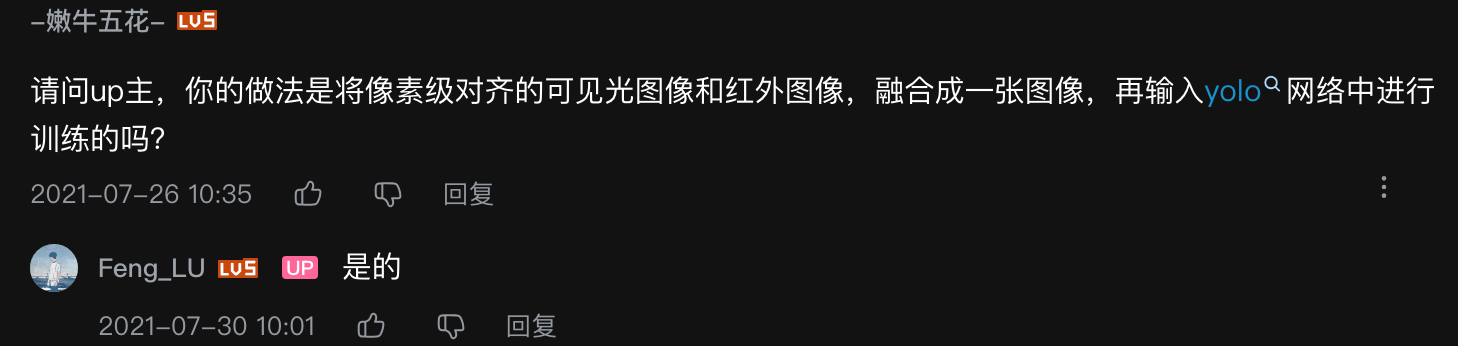 -嫩牛五花- LV5
请问up主，你的做法是将像素级对齐的可见光图像和红外图像，融合成一张图像，再输入yolo网络中进行
训练的吗？
2021-07-26 10:35 回复
Feng_LU LV5 UP 是的
2021-07-30 10:01 回复